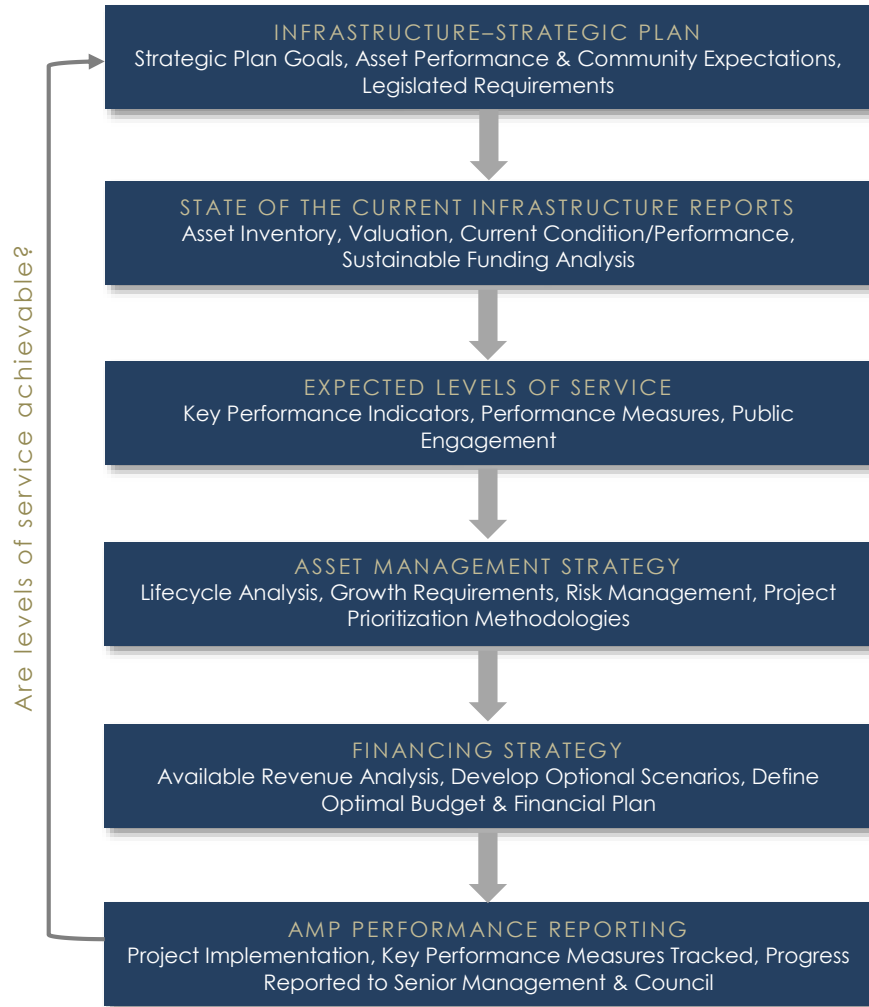 INFRASTRUCTURE–STRATEGIC PLAN
Strategic Plan Goals, Asset Performance & Community Expectations,
Legislated Requirements
STATE OF THE CURRENT INFRASTRUCTURE REPORTS
Asset Inventory, Valuation, Current Condition/Performance,
Sustainable Funding Analysis
EXPECTED LEVELS OF SERVICE
Key Performance Indicators, Performance Measures, Public
Engagement
ASSET MANAGEMENT STRATEGY
Lifecycle Analysis, Growth Requirements, Risk Management, Project
Prioritization Methodologies
FINANCING STRATEGY
Available Revenue Analysis, Develop Optional Scenarios, Define
Optimal Budget & Financial Plan
AMP PERFORMANCE REPORTING
Project Implementation, Key Performance Measures Tracked, Progress
Reported to Senior Management & Council
Are levels of service achievable?